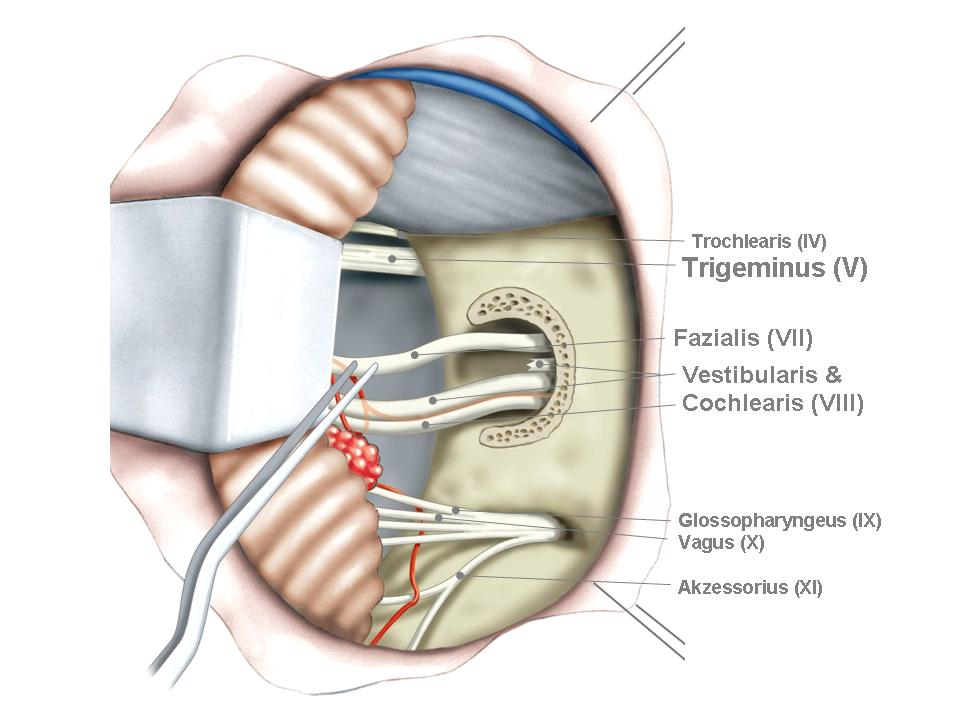 Trochlearis (IV)
Trigeminus (V)
Fazialis (VII)
Vestibularis &
Cochlearis (VIII)
Glossopharyngeus (IX)
Vagus (X)
Akzessorius (XI)